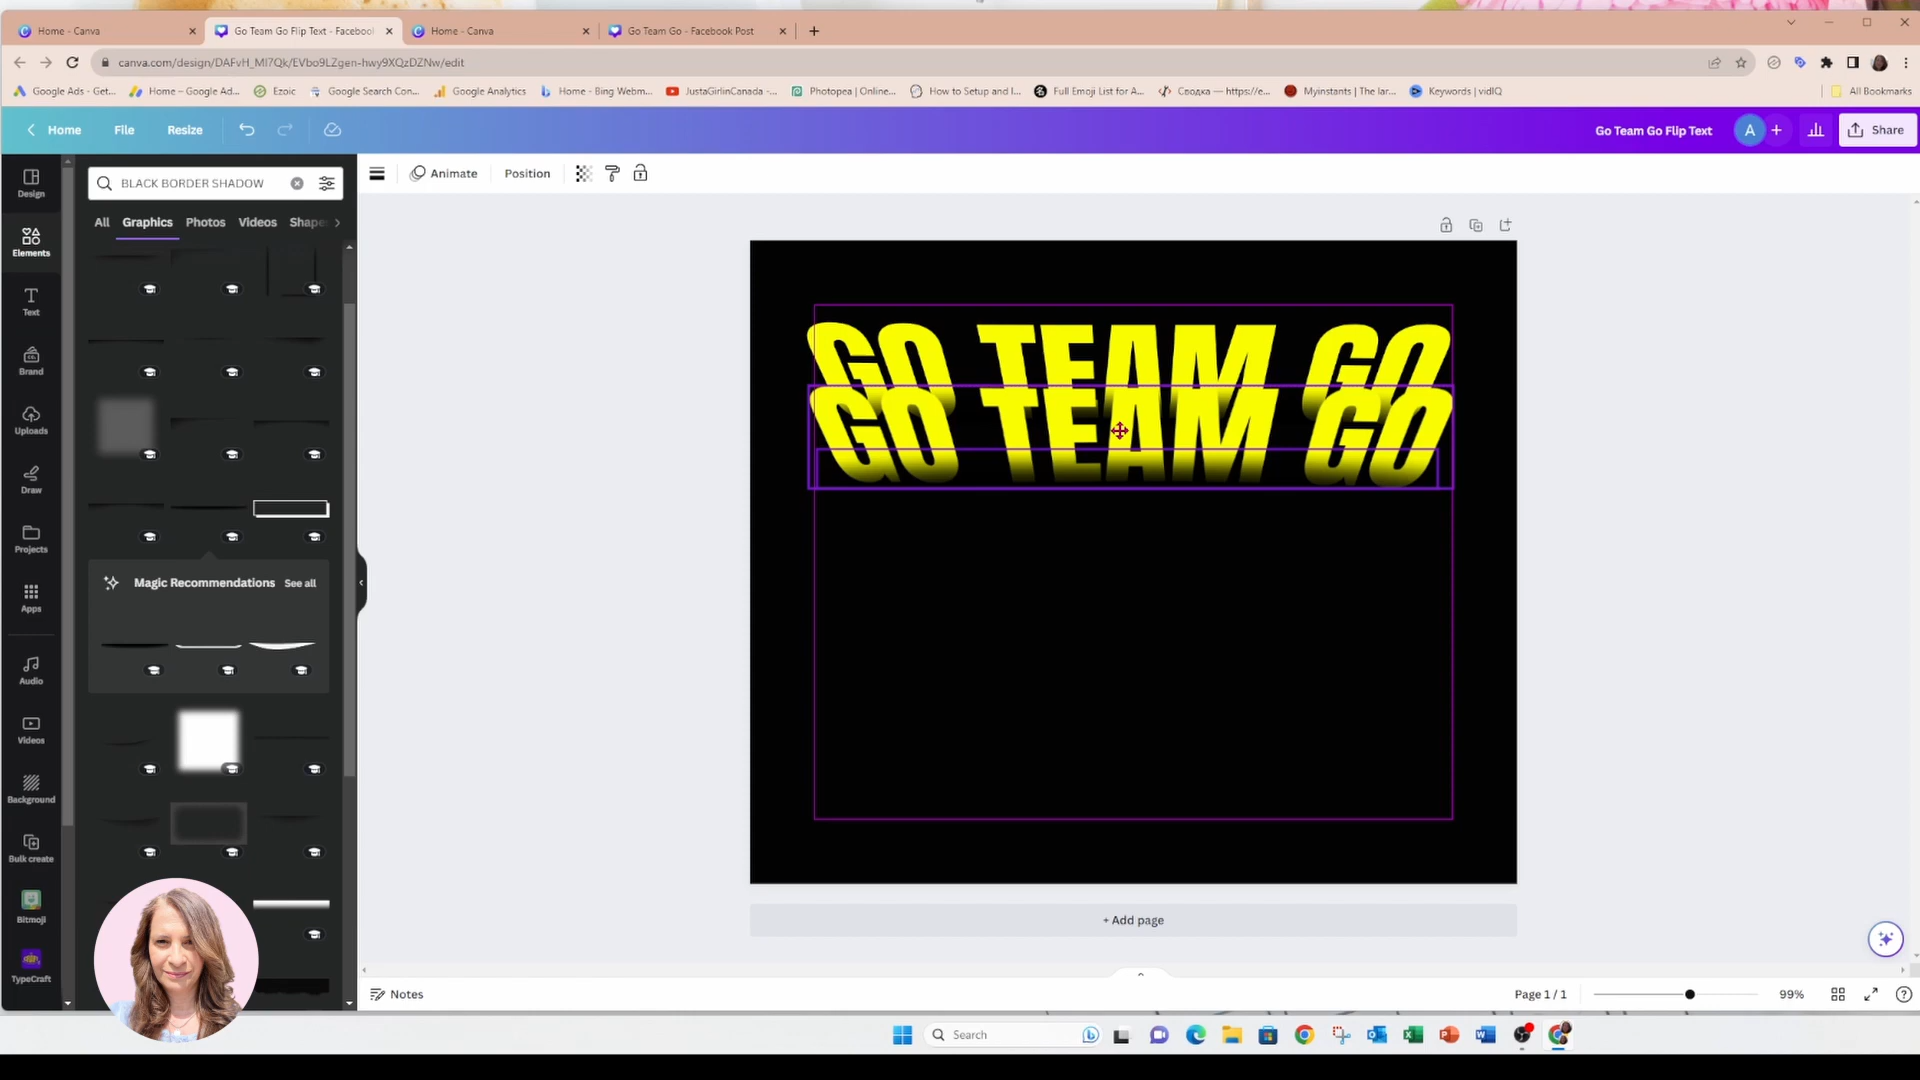 Home - Canva
Go Team Go Flip Text - Facebook
Home - Canva
Go Team Go - Facebook Post
canva.com/design/DAFvH_MI7Qk/EVbo9LZgen-hwy9XQzDZNw/edit
Google Ads - Get...
Home – Google Ad...
Ezoic
Google Search Con...
Google Analytics
Home - Bing Webm...
JustaGirlinCanada -...
Photopea | Online...
How to Setup and I...
Full Emoji List for A...
Сводка — https://e...
Myinstants | The lar...
Keywords | vidIQ
All Bookmarks
Home
File
Resize
Go Team Go Flip Text
A
Share
BLACK BORDER SHADOW
Animate
Position
All
Graphics
Photos
Videos
Shape
Design
Elements
Text
Brand
Uploads
Draw
Projects
Apps
Audio
Videos
Background
Bulk create
Bitmoji
TypeCraft
Magic Recommendations
See all
GO TEAM GO
GO TEAM GO
+ Add page
Notes
Page 1 / 1
99%
Search